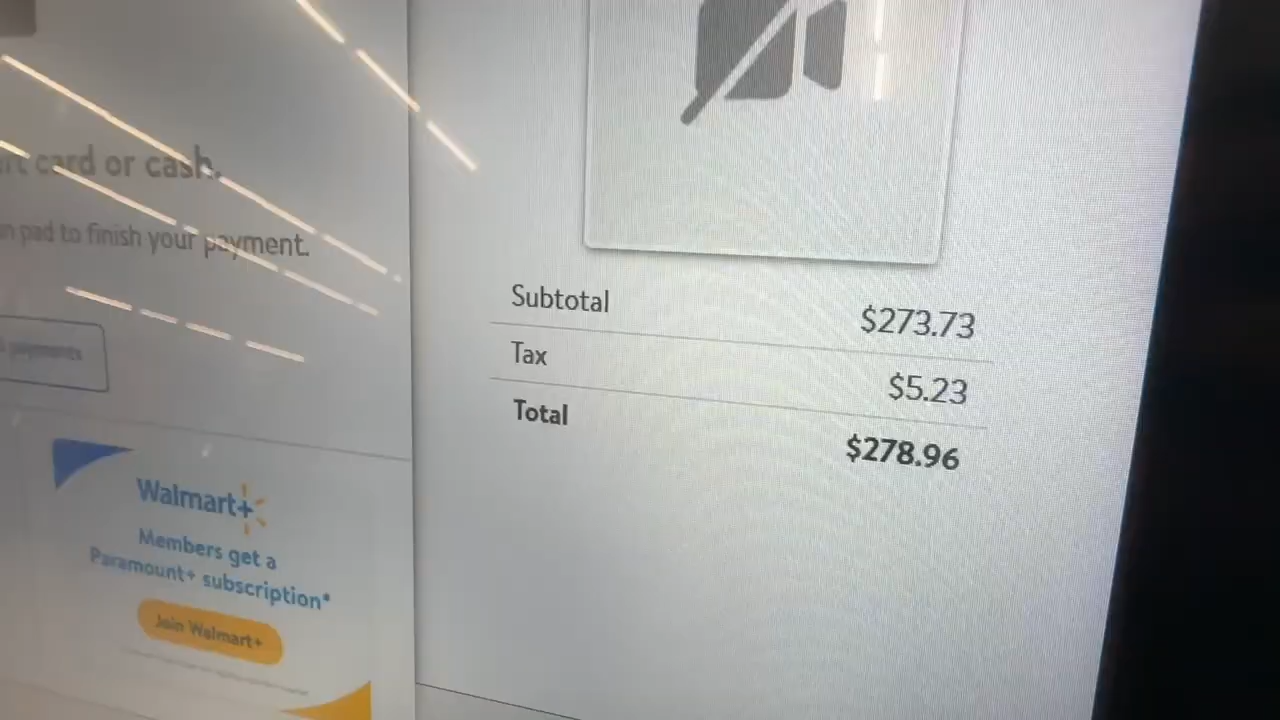 card or cash.
pad to finish your payment.
payments
Walmart+
Members get a
Paramount+ subscription*
Join Walmart+
Subtotal $273.73
Tax $5.23
Total $278.96